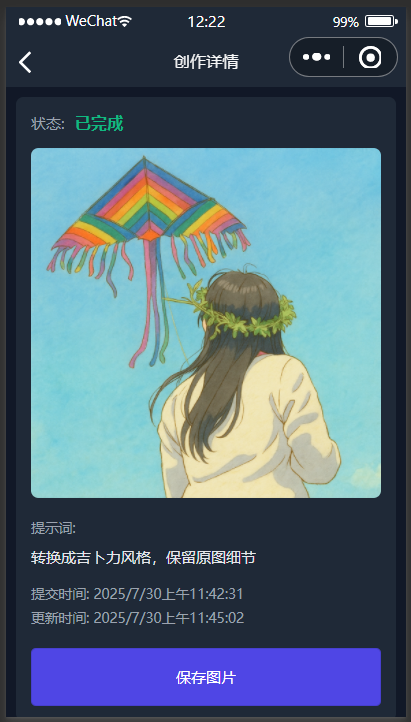 WeChat
12:22
99%
创作详情
状态: 已完成
提示词:
转换成吉卜力风格，保留原图细节
提交时间: 2025/7/30上午11:42:31
更新时间: 2025/7/30上午11:45:02
保存图片